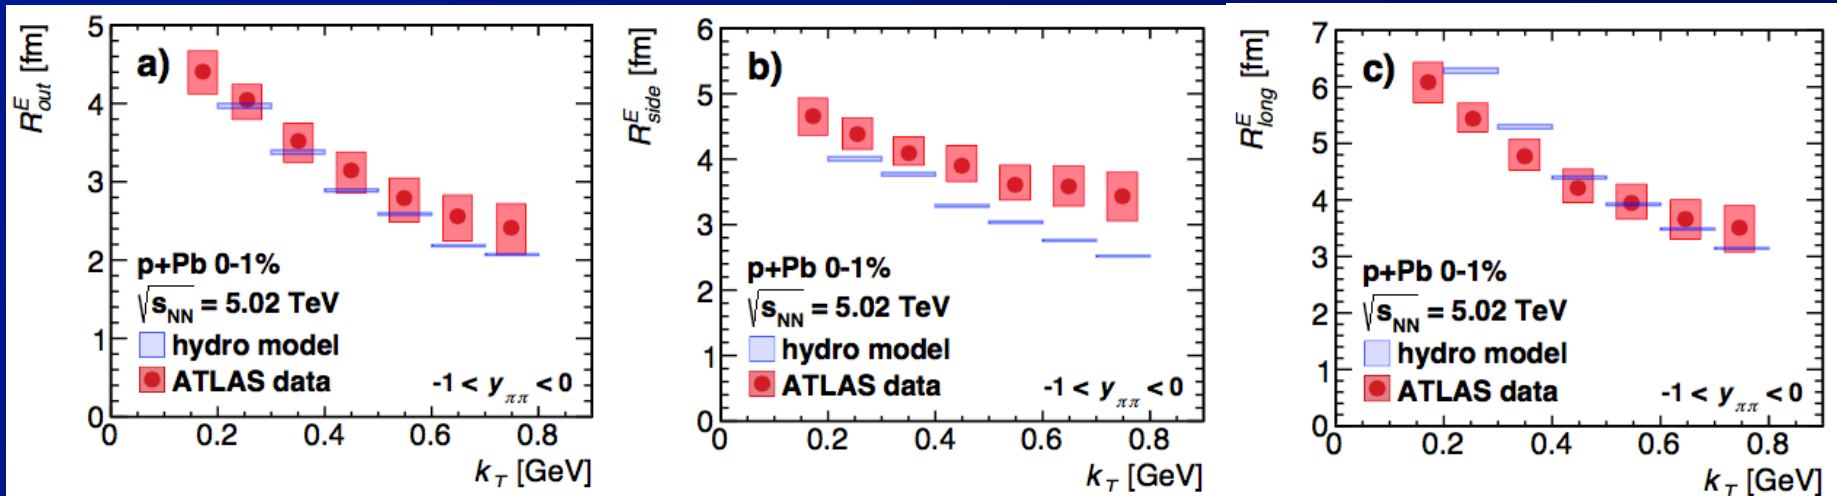 5
4
3
2
1
0
R^E_out [fm]
a)
p+Pb 0-1%
√s_NN = 5.02 TeV
hydro model
ATLAS data
-1 < y_ππ < 0
0 0.2 0.4 0.6 0.8
k_T [GeV]
6
5
4
3
2
1
0
R^E_side [fm]
b)
p+Pb 0-1%
√s_NN = 5.02 TeV
hydro model
ATLAS data
-1 < y_ππ < 0
0 0.2 0.4 0.6 0.8
k_T [GeV]
7
6
5
4
3
2
1
0
R^E_long [fm]
c)
p+Pb 0-1%
√s_NN = 5.02 TeV
hydro model
ATLAS data
-1 < y_ππ < 0
0 0.2 0.4 0.6 0.8
k_T [GeV]